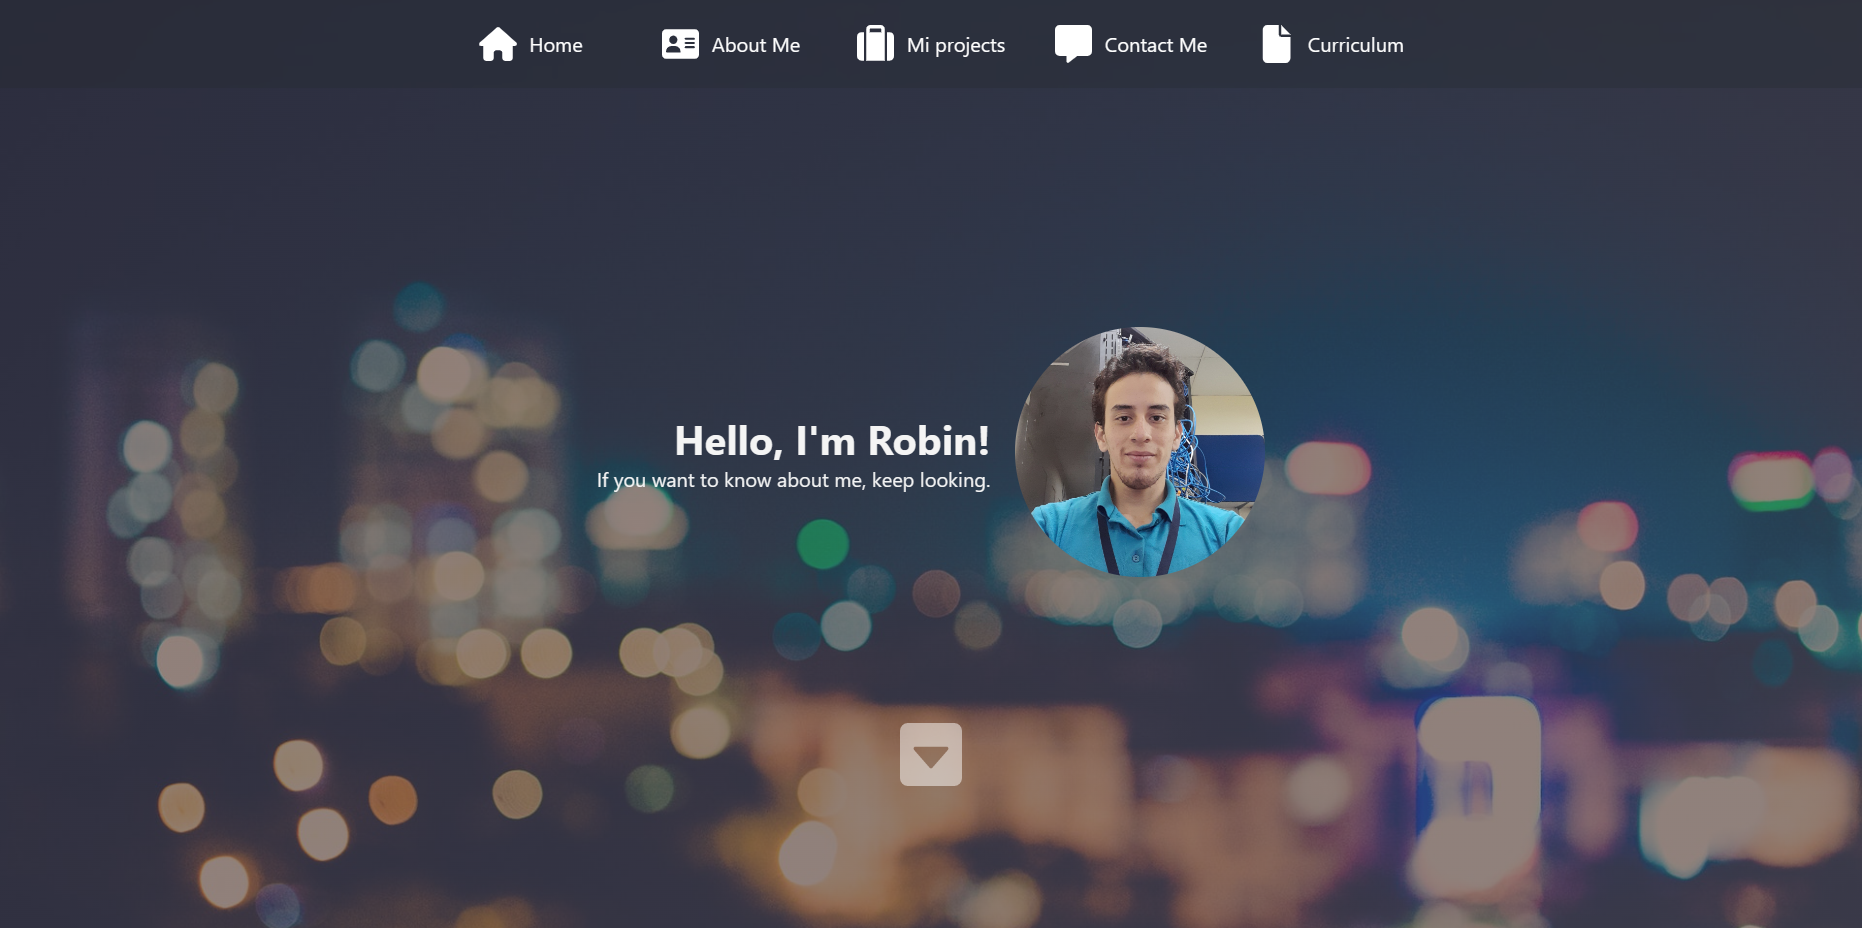 Home
About Me
Mi projects
Contact Me
Curriculum
Hello, I'm Robin!
If you want to know about me, keep looking.